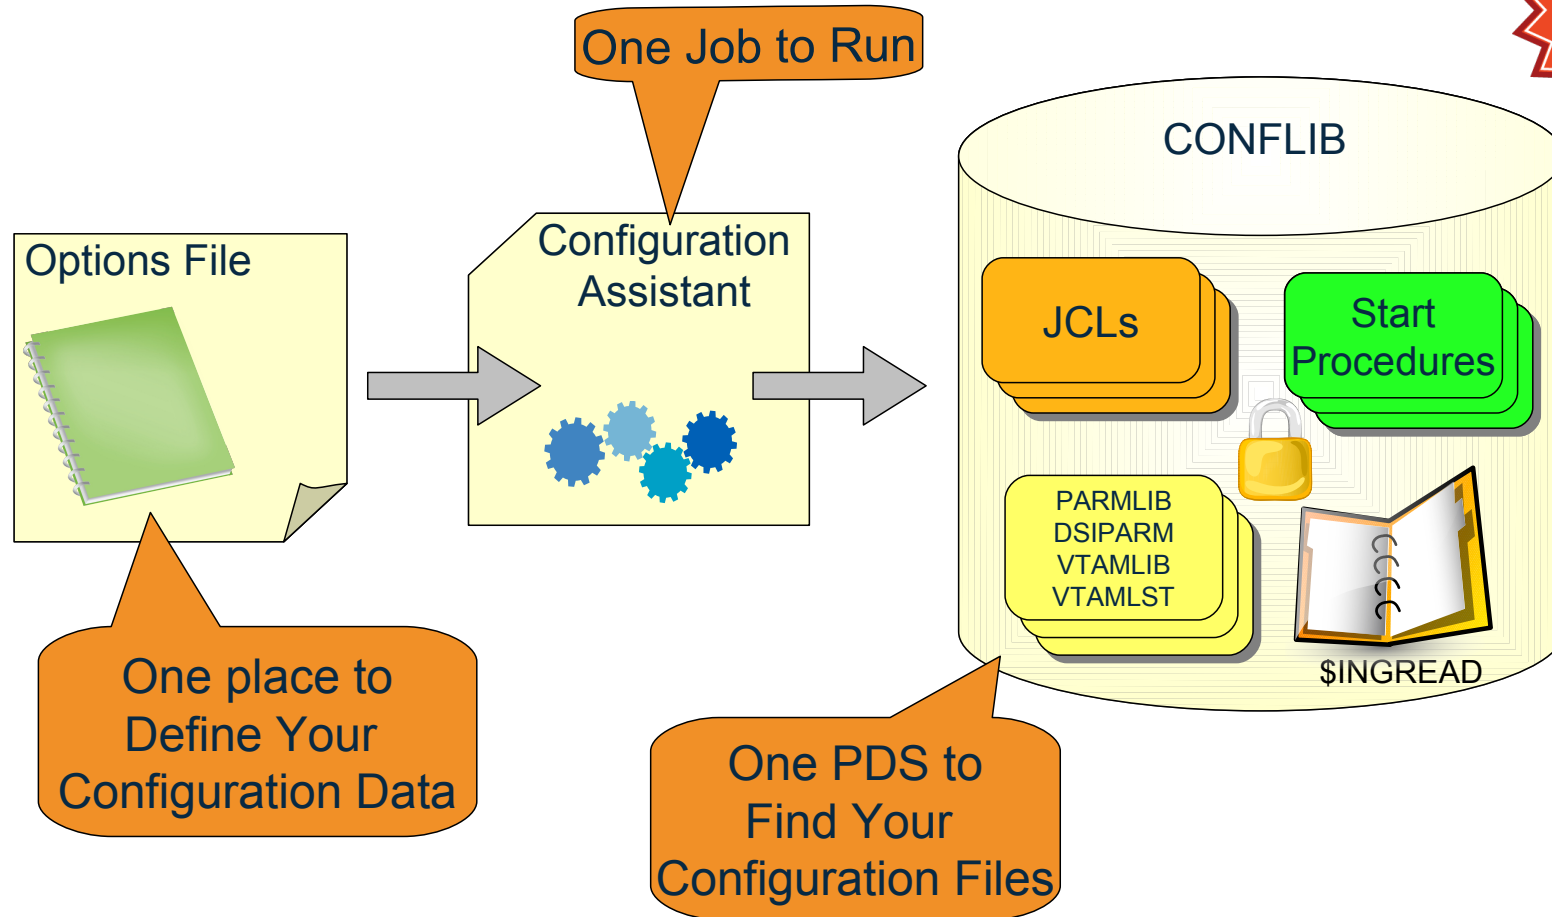 One Job to Run
CONFLIB
Options File
Configuration
Assistant
JCLs
Start
Procedures
PARMLIB
DSIPARM
VTAMLIB
VTAMLST
$INGREAD
One place to
Define Your
Configuration Data
One PDS to
Find Your
Configuration Files